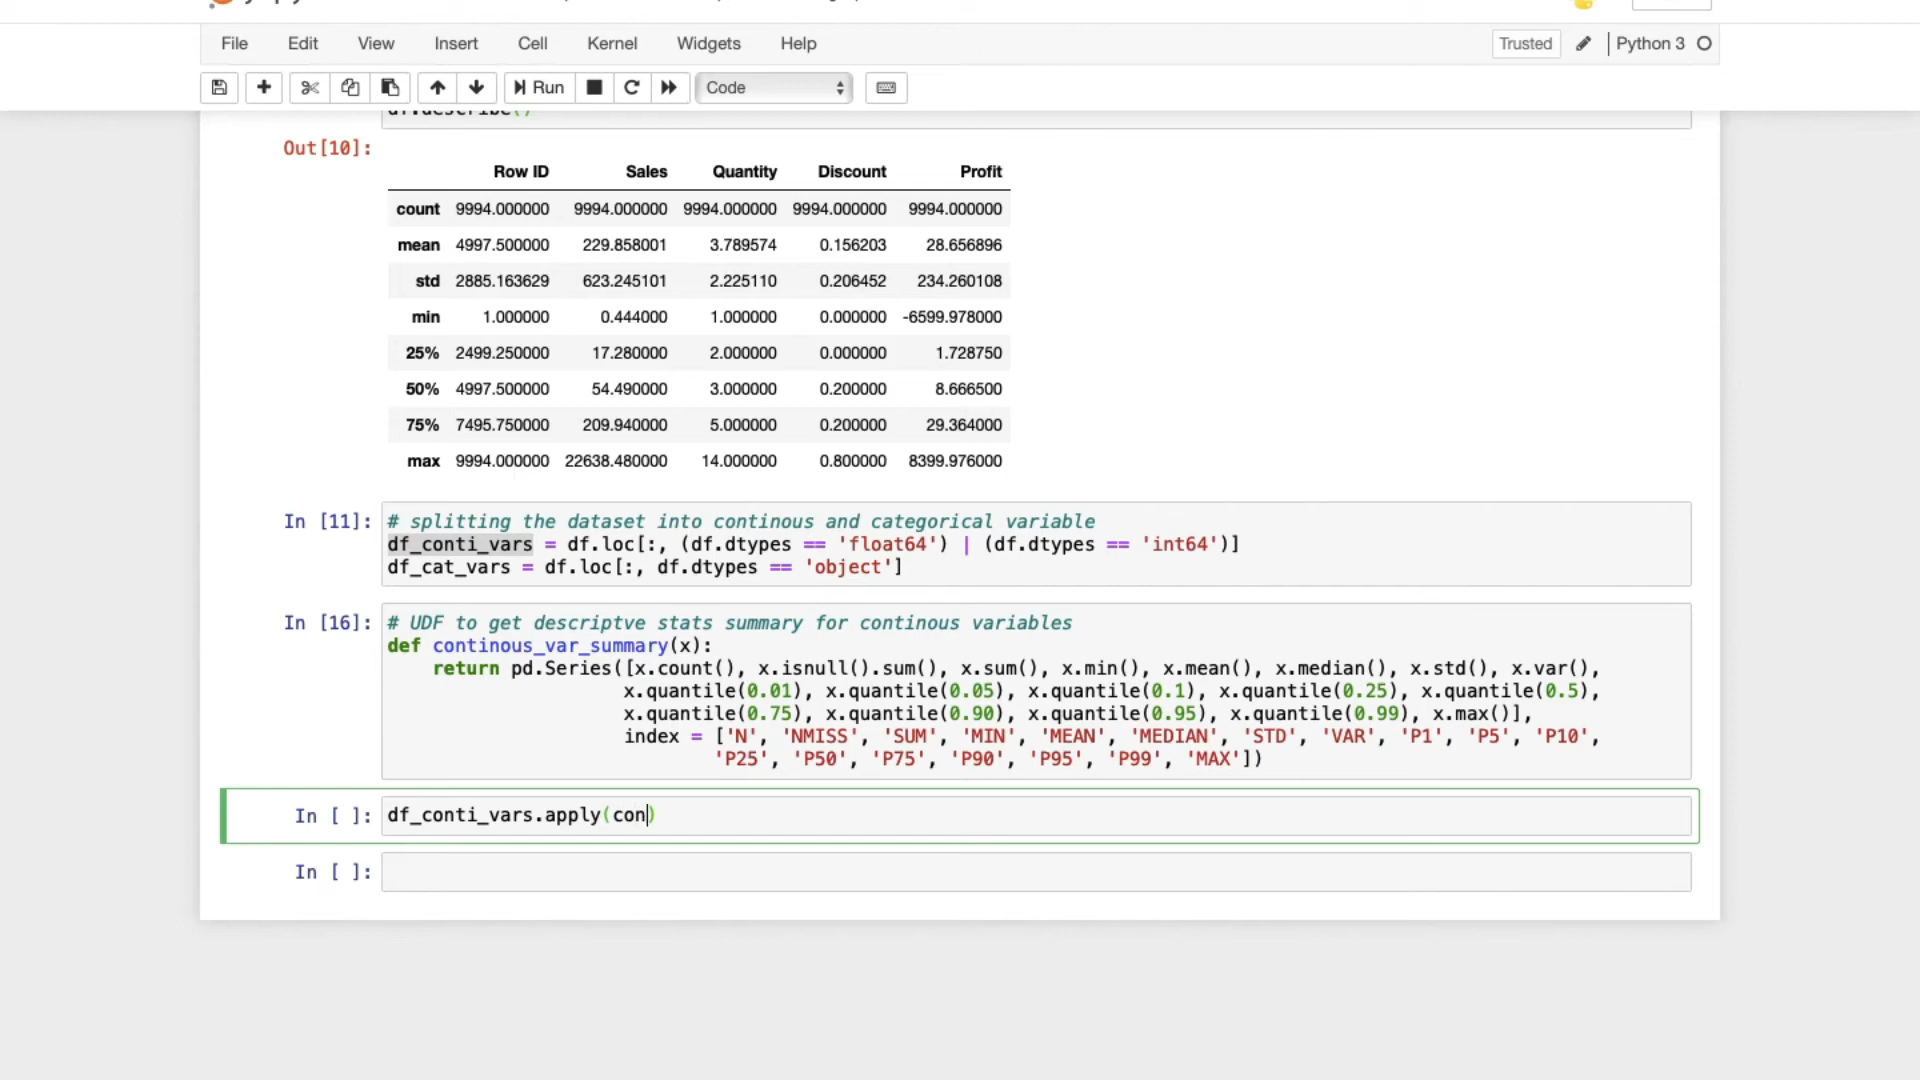 File Edit View Insert Cell Kernel Widgets Help Trusted Python 3
Run Code
df.describe()
Out[10]:
Row ID Sales Quantity Discount Profit
count 9994.000000 9994.000000 9994.000000 9994.000000 9994.000000
mean 4997.500000 229.858001 3.789574 0.156203 28.656896
std 2885.163629 623.245101 2.225110 0.206452 234.260108
min 1.000000 0.444000 1.000000 0.000000 -6599.978000
25% 2499.250000 17.280000 2.000000 0.000000 1.728750
50% 4997.500000 54.490000 3.000000 0.200000 8.666500
75% 7495.750000 209.940000 5.000000 0.200000 29.364000
max 9994.000000 22638.480000 14.000000 0.800000 8399.976000
In [11]: # splitting the dataset into continous and categorical variable
df_conti_vars = df.loc[:, (df.dtypes == 'float64') | (df.dtypes == 'int64')]
df_cat_vars = df.loc[:, df.dtypes == 'object']
In [16]: # UDF to get descriptve stats summary for continous variables
def continous_var_summary(x):
return pd.Series([x.count(), x.isnull().sum(), x.sum(), x.min(), x.mean(), x.median(), x.std(), x.var(),
x.quantile(0.01), x.quantile(0.05), x.quantile(0.1), x.quantile(0.25), x.quantile(0.5),
x.quantile(0.75), x.quantile(0.90), x.quantile(0.95), x.quantile(0.99), x.max()],
index = ['N', 'NMISS', 'SUM', 'MIN', 'MEAN', 'MEDIAN', 'STD', 'VAR', 'P1', 'P5', 'P10',
'P25', 'P50', 'P75', 'P90', 'P95', 'P99', 'MAX'])
In [ ]: df_conti_vars.apply(con)
In [ ]: